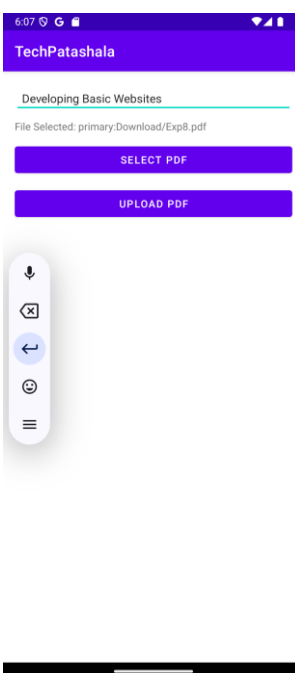 6:07 G
TechPatashala
Developing Basic Websites
File Selected: primary:Download/Exp8.pdf
SELECT PDF
UPLOAD PDF